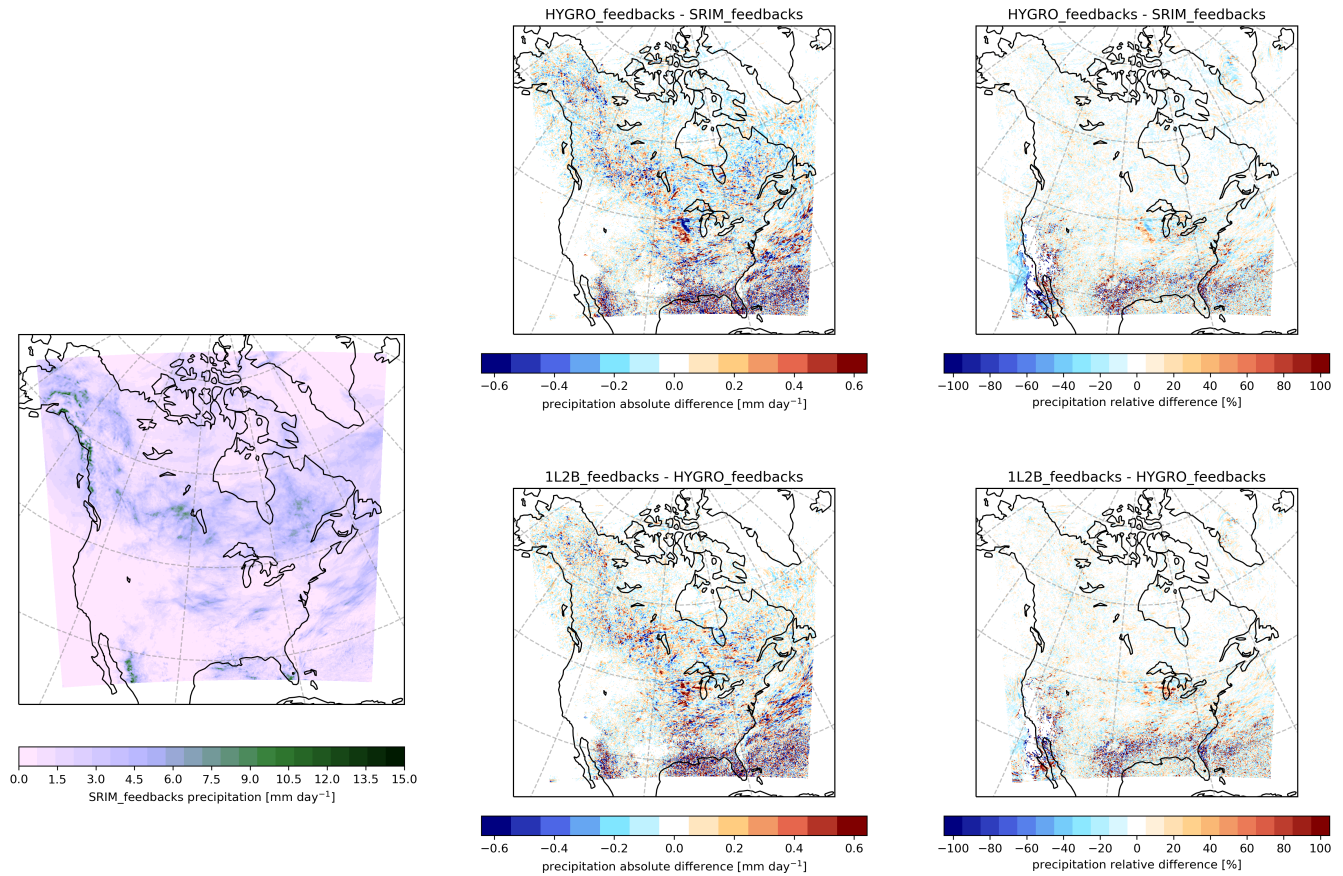 HYGRO_feedbacks - SRIM_feedbacks
HYGRO_feedbacks - SRIM_feedbacks
−0.6 −0.4 −0.2 0.0 0.2 0.4 0.6
precipitation absolute difference [mm day⁻¹]
−100 −80 −60 −40 −20 0 20 40 60 80 100
precipitation relative difference [%]
0.0 1.5 3.0 4.5 6.0 7.5 9.0 10.5 12.0 13.5 15.0
SRIM_feedbacks precipitation [mm day⁻¹]
1L2B_feedbacks - HYGRO_feedbacks
1L2B_feedbacks - HYGRO_feedbacks
−0.6 −0.4 −0.2 0.0 0.2 0.4 0.6
precipitation absolute difference [mm day⁻¹]
−100 −80 −60 −40 −20 0 20 40 60 80 100
precipitation relative difference [%]